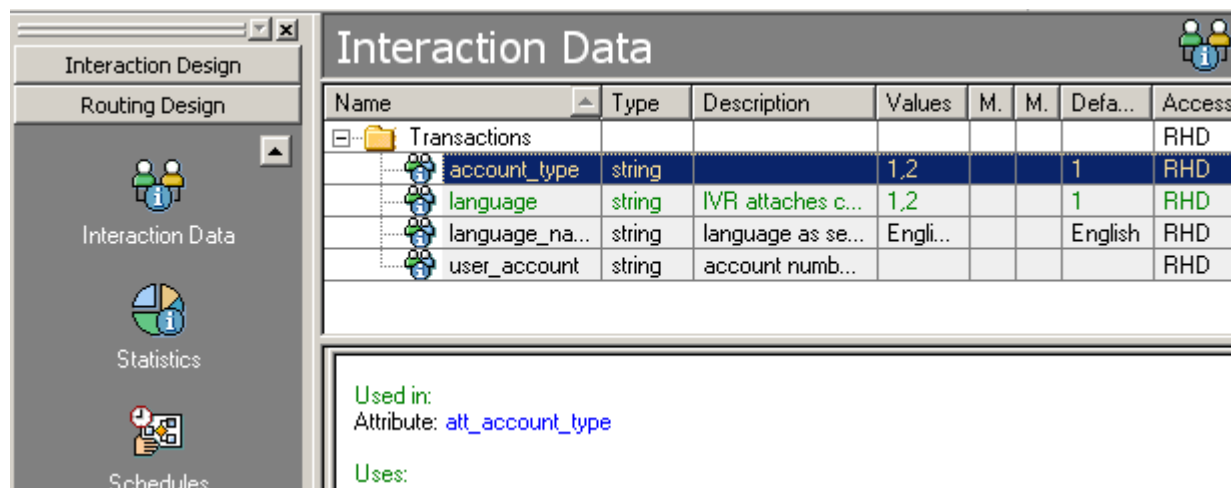 Interaction Design
Routing Design
Interaction Data
Statistics
Schedules
Interaction Data
Name Type Description Values M. M. Defa... Access
Transactions RHD
account_type string 1,2 1 RHD
language string IVR attaches c... 1,2 1 RHD
language_na... string language as se... Engli... English RHD
user_account string account numb... RHD
Used in:
Attribute: att_account_type
Uses: